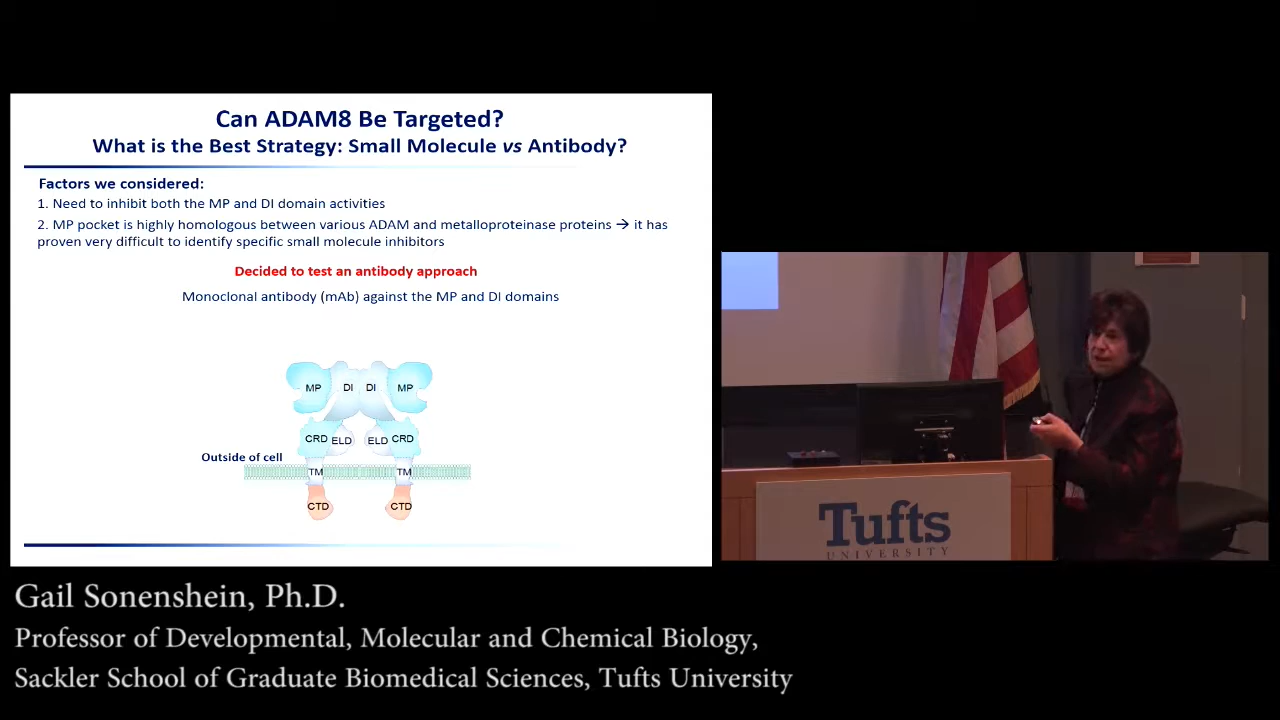 Can ADAM8 Be Targeted?
What is the Best Strategy: Small Molecule vs Antibody?
Factors we considered:
1. Need to inhibit both the MP and DI domain activities
2. MP pocket is highly homologous between various ADAM and metalloproteinase proteins → it has
proven very difficult to identify specific small molecule inhibitors
Decided to test an antibody approach
Monoclonal antibody (mAb) against the MP and DI domains
MP DI DI MP
CRD ELD ELD CRD
Outside of cell
TM TM
CTD CTD
Tufts
UNIVERSITY
Gail Sonenshein, Ph.D.
Professor of Developmental, Molecular and Chemical Biology,
Sackler School of Graduate Biomedical Sciences, Tufts University